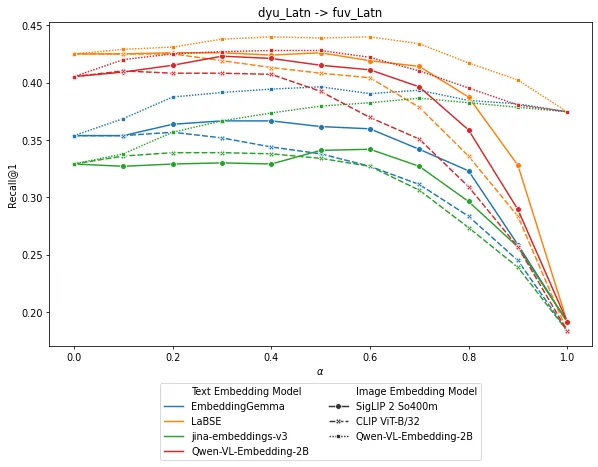 dyu_Latn -> fuv_Latn
0.45
0.40
0.35
0.30
0.25
0.20
Recall@1
0.0 0.2 0.4 0.6 0.8 1.0
α
Text Embedding Model
EmbeddingGemma
LaBSE
jina-embeddings-v3
Qwen-VL-Embedding-2B
Image Embedding Model
SigLIP 2 So400m
CLIP ViT-B/32
Qwen-VL-Embedding-2B